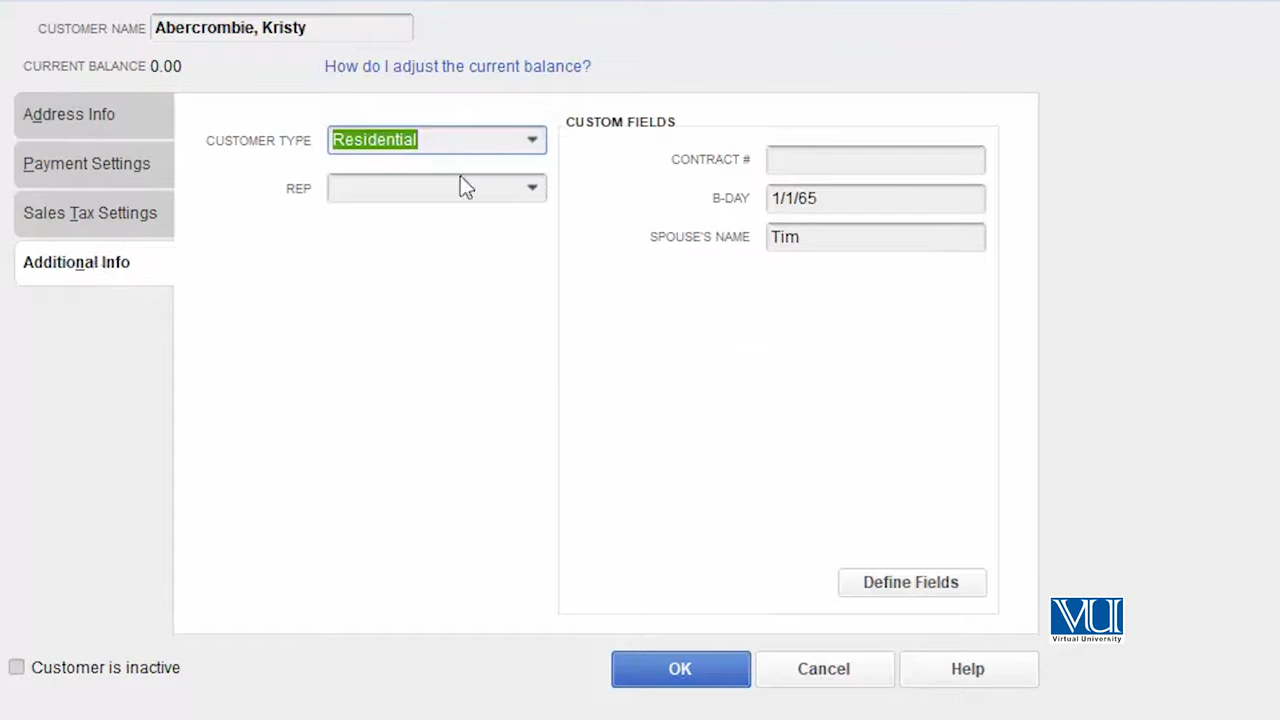 CUSTOMER NAME Abercrombie, Kristy
CURRENT BALANCE 0.00 How do I adjust the current balance?
Address Info
Payment Settings
Sales Tax Settings
Additional Info
CUSTOMER TYPE Residential
REP
CUSTOM FIELDS
CONTRACT #
B-DAY 1/1/65
SPOUSE'S NAME Tim
Define Fields
VU
Virtual University
Customer is inactive
OK Cancel Help